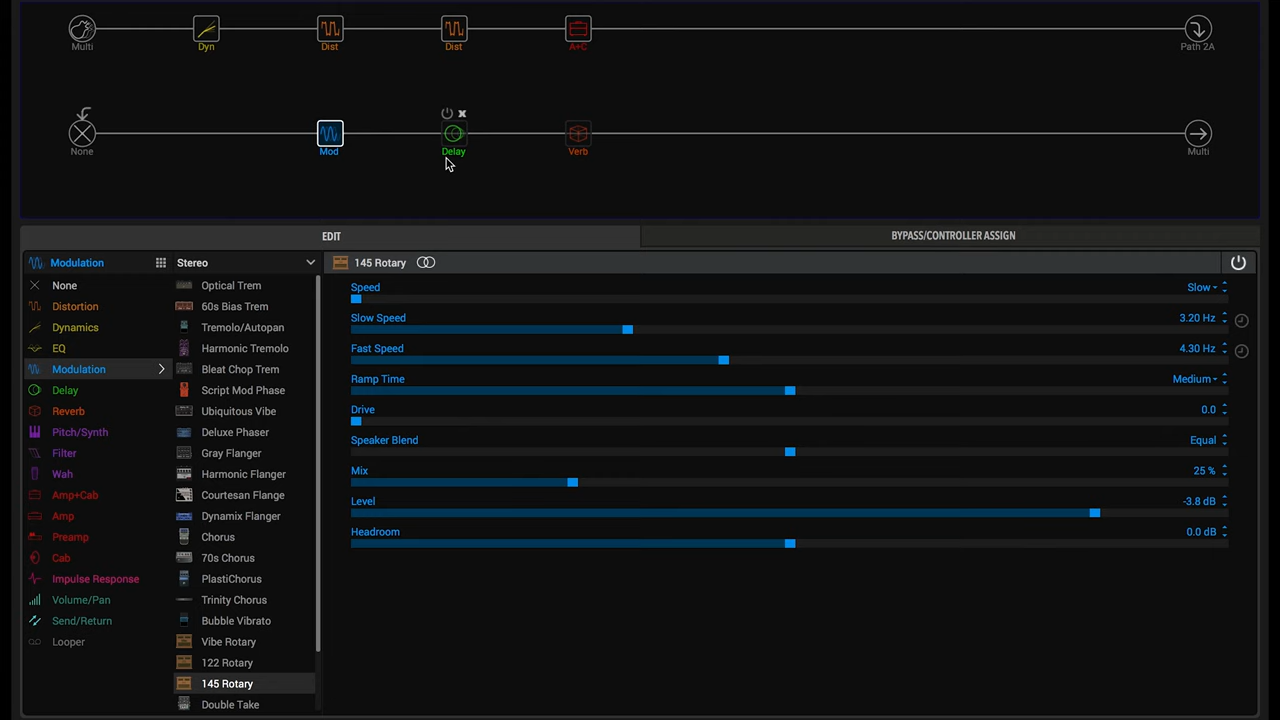 Multi
Dyn
Dist
Dist
A+C
Path 2A
None
Mod
Delay
Verb
Multi
EDIT
BYPASS/CONTROLLER ASSIGN
Modulation
Stereo
145 Rotary
None
Distortion
Dynamics
EQ
Modulation
Delay
Reverb
Pitch/Synth
Filter
Wah
Amp+Cab
Amp
Preamp
Cab
Impulse Response
Volume/Pan
Send/Return
Looper
Optical Trem
60s Bias Trem
Tremolo/Autopan
Harmonic Tremolo
Bleat Chop Trem
Script Mod Phase
Ubiquitous Vibe
Deluxe Phaser
Gray Flanger
Harmonic Flanger
Courtesan Flange
Dynamix Flanger
Chorus
70s Chorus
PlastiChorus
Trinity Chorus
Bubble Vibrato
Vibe Rotary
122 Rotary
145 Rotary
Double Take
Speed Slow
Slow Speed 3.20 Hz
Fast Speed 4.30 Hz
Ramp Time Medium
Drive 0.0
Speaker Blend Equal
Mix 25 %
Level -3.8 dB
Headroom 0.0 dB